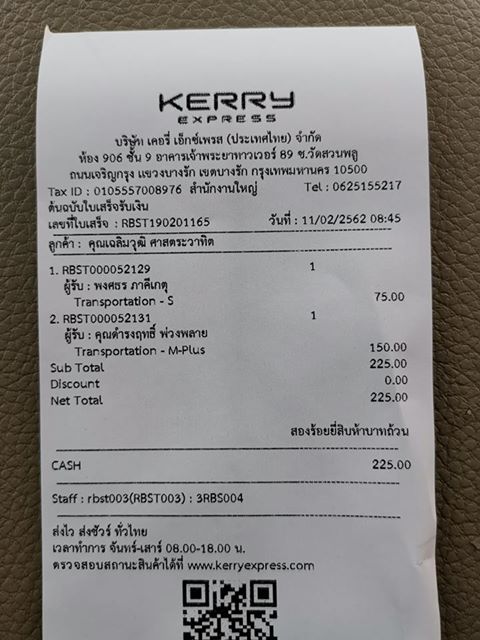 KERRY
EXPRESS
บริษัท เคอรี่ เอ็กซ์เพรส (ประเทศไทย) จำกัด
ห้อง 906 ชั้น 9 อาคารเจ้าพระยาทาวเวอร์ 89 ซ.วัดสวนพลู
ถนนเจริญกรุง แขวงบางรัก เขตบางรัก กรุงเทพมหานคร 10500
Tax ID : 0105557008976 สำนักงานใหญ่ Tel : 0625155217
ต้นฉบับใบเสร็จรับเงิน
เลขที่ใบเสร็จ : RBST190201165 วันที่ : 11/02/2562 08:45
ลูกค้า : คุณเฉลิมวุฒิ ศาสตระวาทิต
1. RBST000052129 1
ผู้รับ : พงศธร ภาคีเกตุ
Transportation - S 75.00
2. RBST000052131 1
ผู้รับ : คุณดำรงฤทธิ์ พ่วงพลาย
Transportation - M-Plus 150.00
Sub Total 225.00
Discount 0.00
Net Total 225.00
สองร้อยยี่สิบห้าบาทถ้วน
CASH 225.00
Staff : rbst003(RBST003) : 3RBS004
ส่งไว ส่งชัวร์ ทั่วไทย
เวลาทำการ จันทร์-เสาร์ 08.00-18.00 น.
ตรวจสอบสถานะสินค้าได้ที่ www.kerryexpress.com